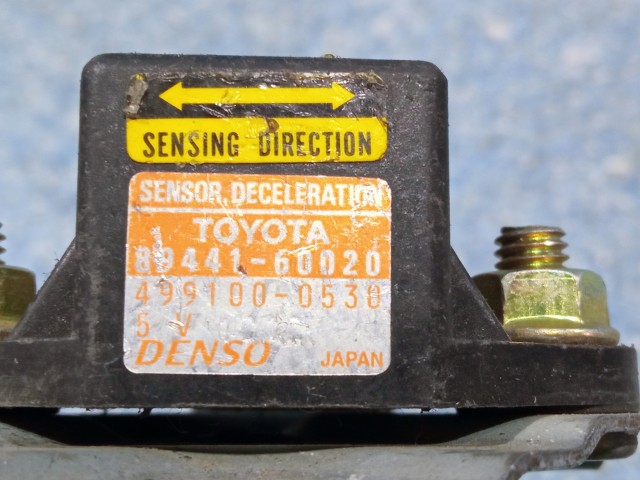 SENSING DIRECTION
SENSOR, DECELERATION
TOYOTA
89441-60020
499100-0530
5 V
DENSO JAPAN